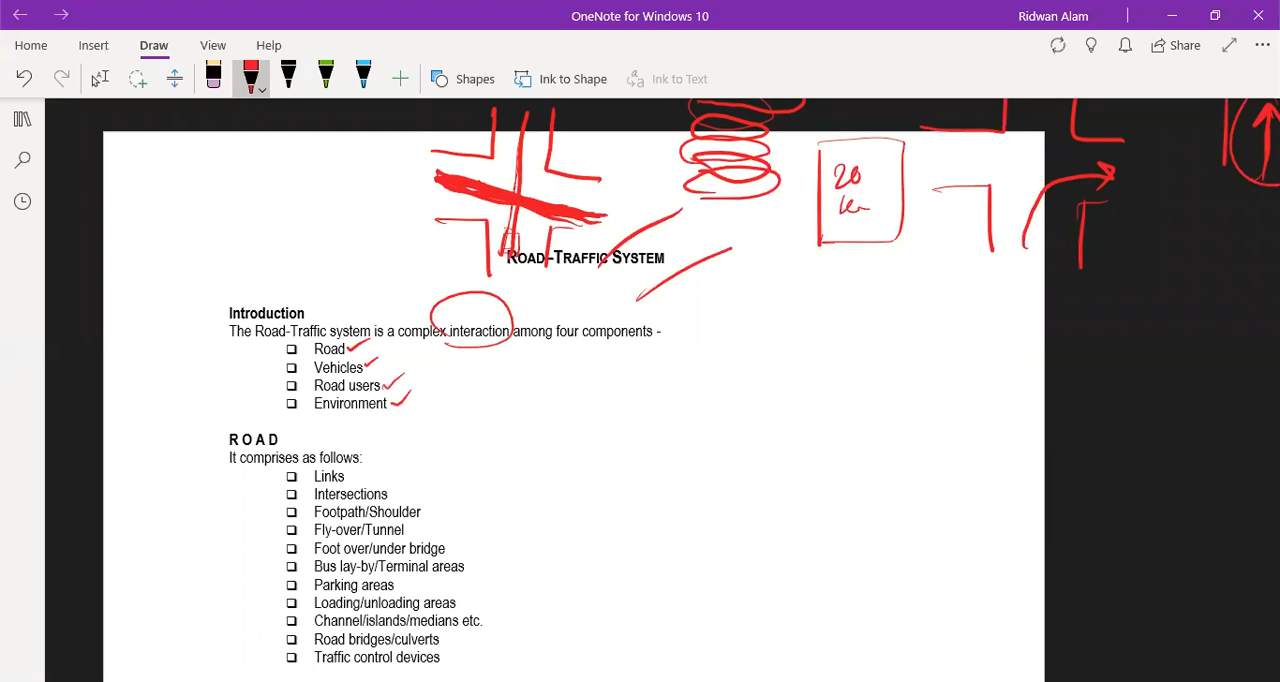 OneNote for Windows 10
Ridwan Alam
Home Insert Draw View Help
Share
Shapes Ink to Shape Ink to Text
20
ROAD-TRAFFIC SYSTEM
Introduction
The Road-Traffic system is a complex interaction among four components -
Road
Vehicles
Road users
Environment
ROAD
It comprises as follows:
Links
Intersections
Footpath/Shoulder
Fly-over/Tunnel
Foot over/under bridge
Bus lay-by/Terminal areas
Parking areas
Loading/unloading areas
Channel/islands/medians etc.
Road bridges/culverts
Traffic control devices